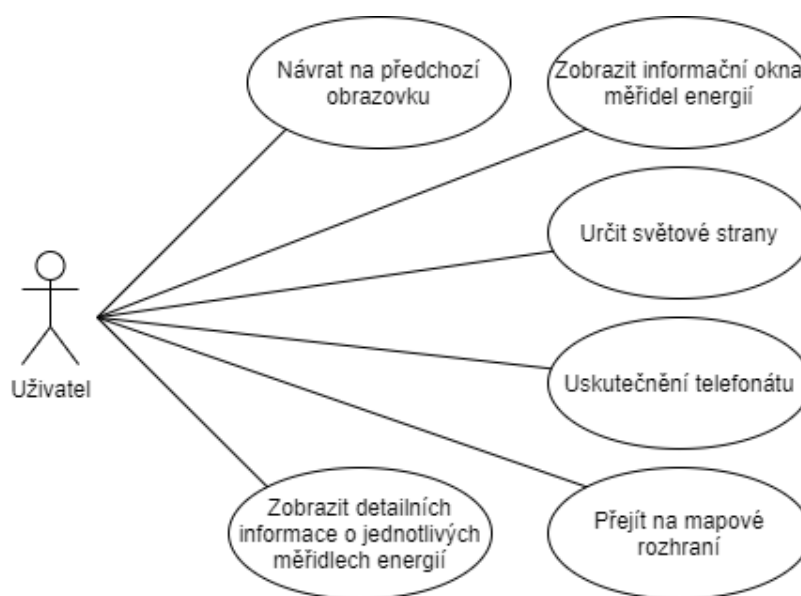 Návrat na předchozí
obrazovku
Zobrazit informační okna
měřidel energií
Určit světové strany
Uživatel
Uskutečnění telefonátu
Zobrazit detailních
informace o jednotlivých
měřidlech energií
Přejít na mapové
rozhraní